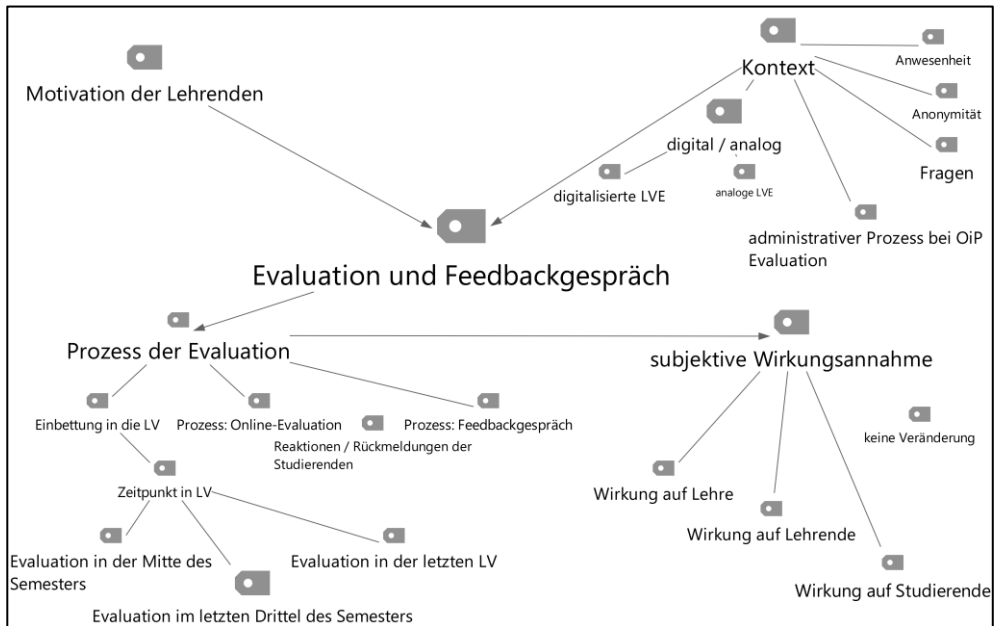 Motivation der Lehrenden
Kontext
Anwesenheit
Anonymität
Fragen
digital / analog
digitalisierte LVE
analoge LVE
administrativer Prozess bei OiP
Evaluation
Evaluation und Feedbackgespräch
Prozess der Evaluation
subjektive Wirkungsannahme
Einbettung in die LV
Prozess: Online-Evaluation
Reaktionen / Rückmeldungen der
Studierenden
Prozess: Feedbackgespräch
keine Veränderung
Zeitpunkt in LV
Wirkung auf Lehre
Wirkung auf Lehrende
Wirkung auf Studierende
Evaluation in der Mitte des
Semesters
Evaluation in der letzten LV
Evaluation im letzten Drittel des Semesters